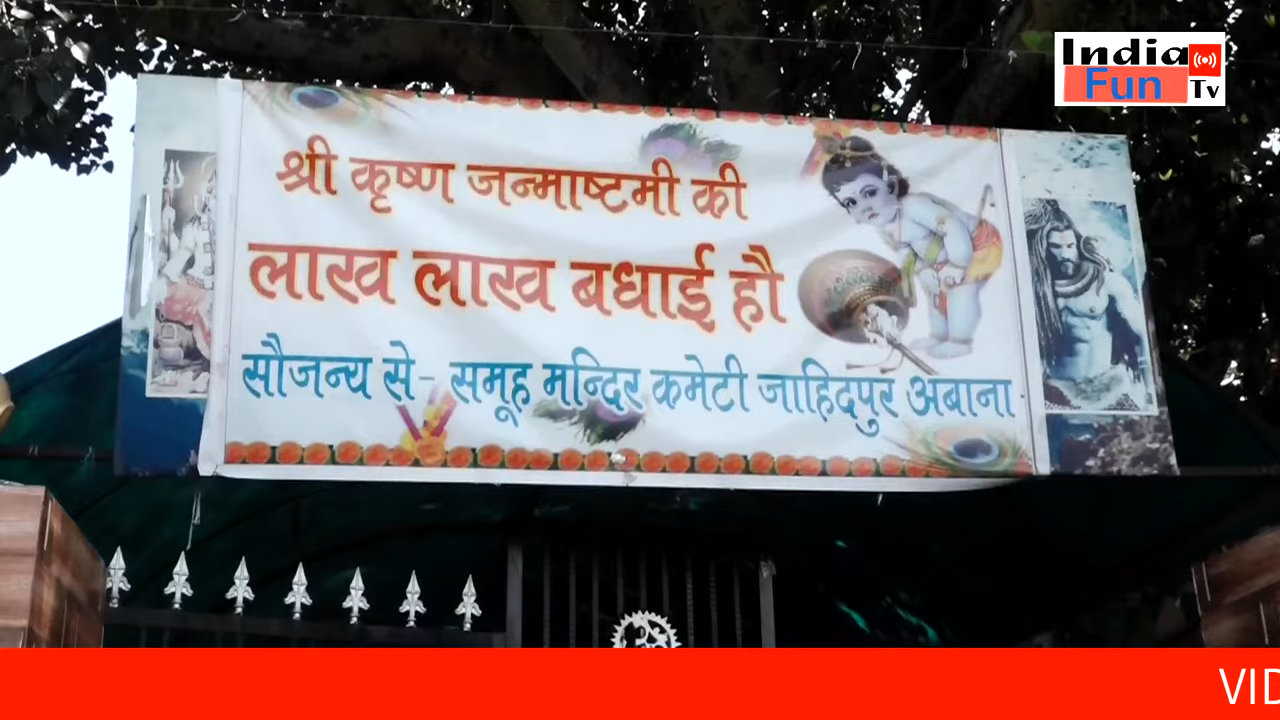 India
Fun Tv
श्री कृष्ण जन्माष्टमी की
लाख लाख बधाई हौ
सौजन्य से - समूह मन्दिर कमेटी जाहिदपुर अबाना
VID